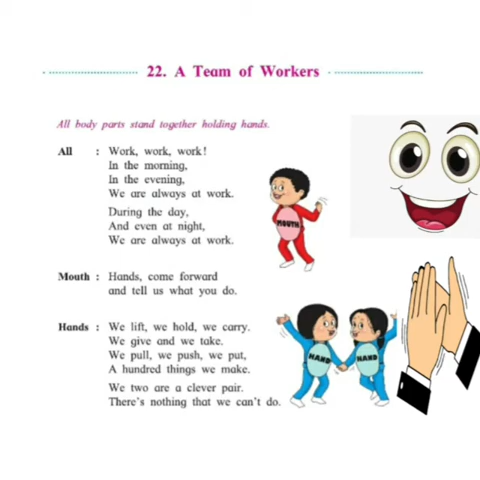 22. A Team of Workers
All body parts stand together holding hands.
All : Work, work, work!
In the morning,
In the evening,
We are always at work.
During the day,
And even at night,
We are always at work.
MOUTH
Mouth : Hands, come forward
and tell us what you do.
Hands : We lift, we hold, we carry.
We give and we take.
We pull, we push, we put,
A hundred things we make.
We two are a clever pair.
There's nothing that we can't do.
HAND HAND